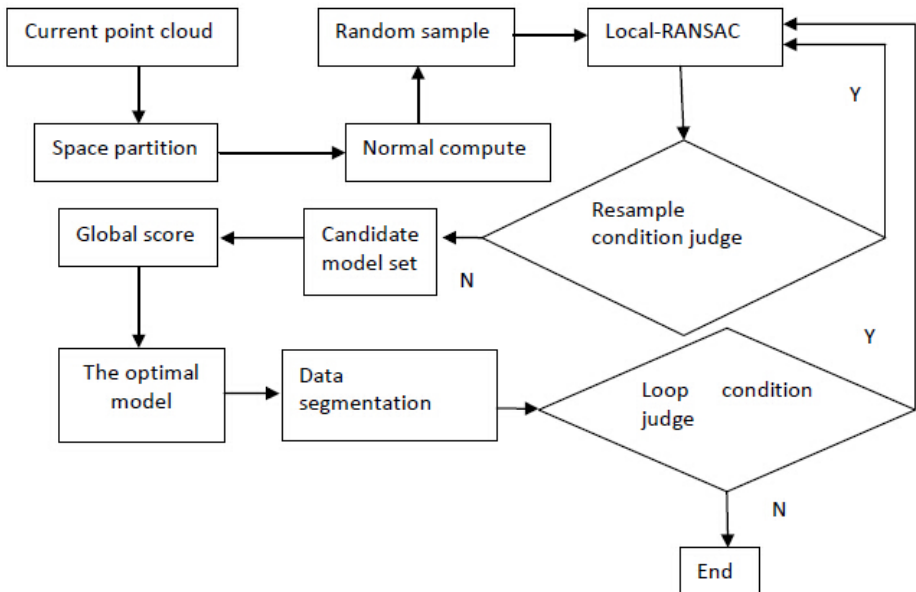 Current point cloud
Random sample
Local-RANSAC
Y
Space partition
Normal compute
Resample
condition judge
Global score
Candidate
model set
N
The optimal
model
Data
segmentation
Loop condition
judge
Y
N
End